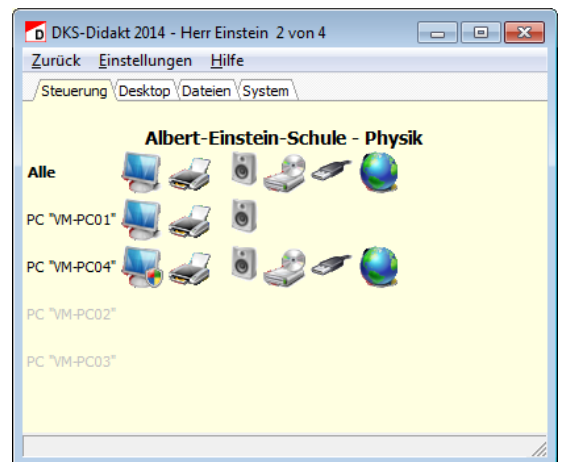 D DKS-Didakt 2014 - Herr Einstein 2 von 4
Zurück Einstellungen Hilfe
Steuerung Desktop Dateien System
Albert-Einstein-Schule - Physik
Alle
PC "VM-PC01"
PC "VM-PC04"
PC "VM-PC02"
PC "VM-PC03"